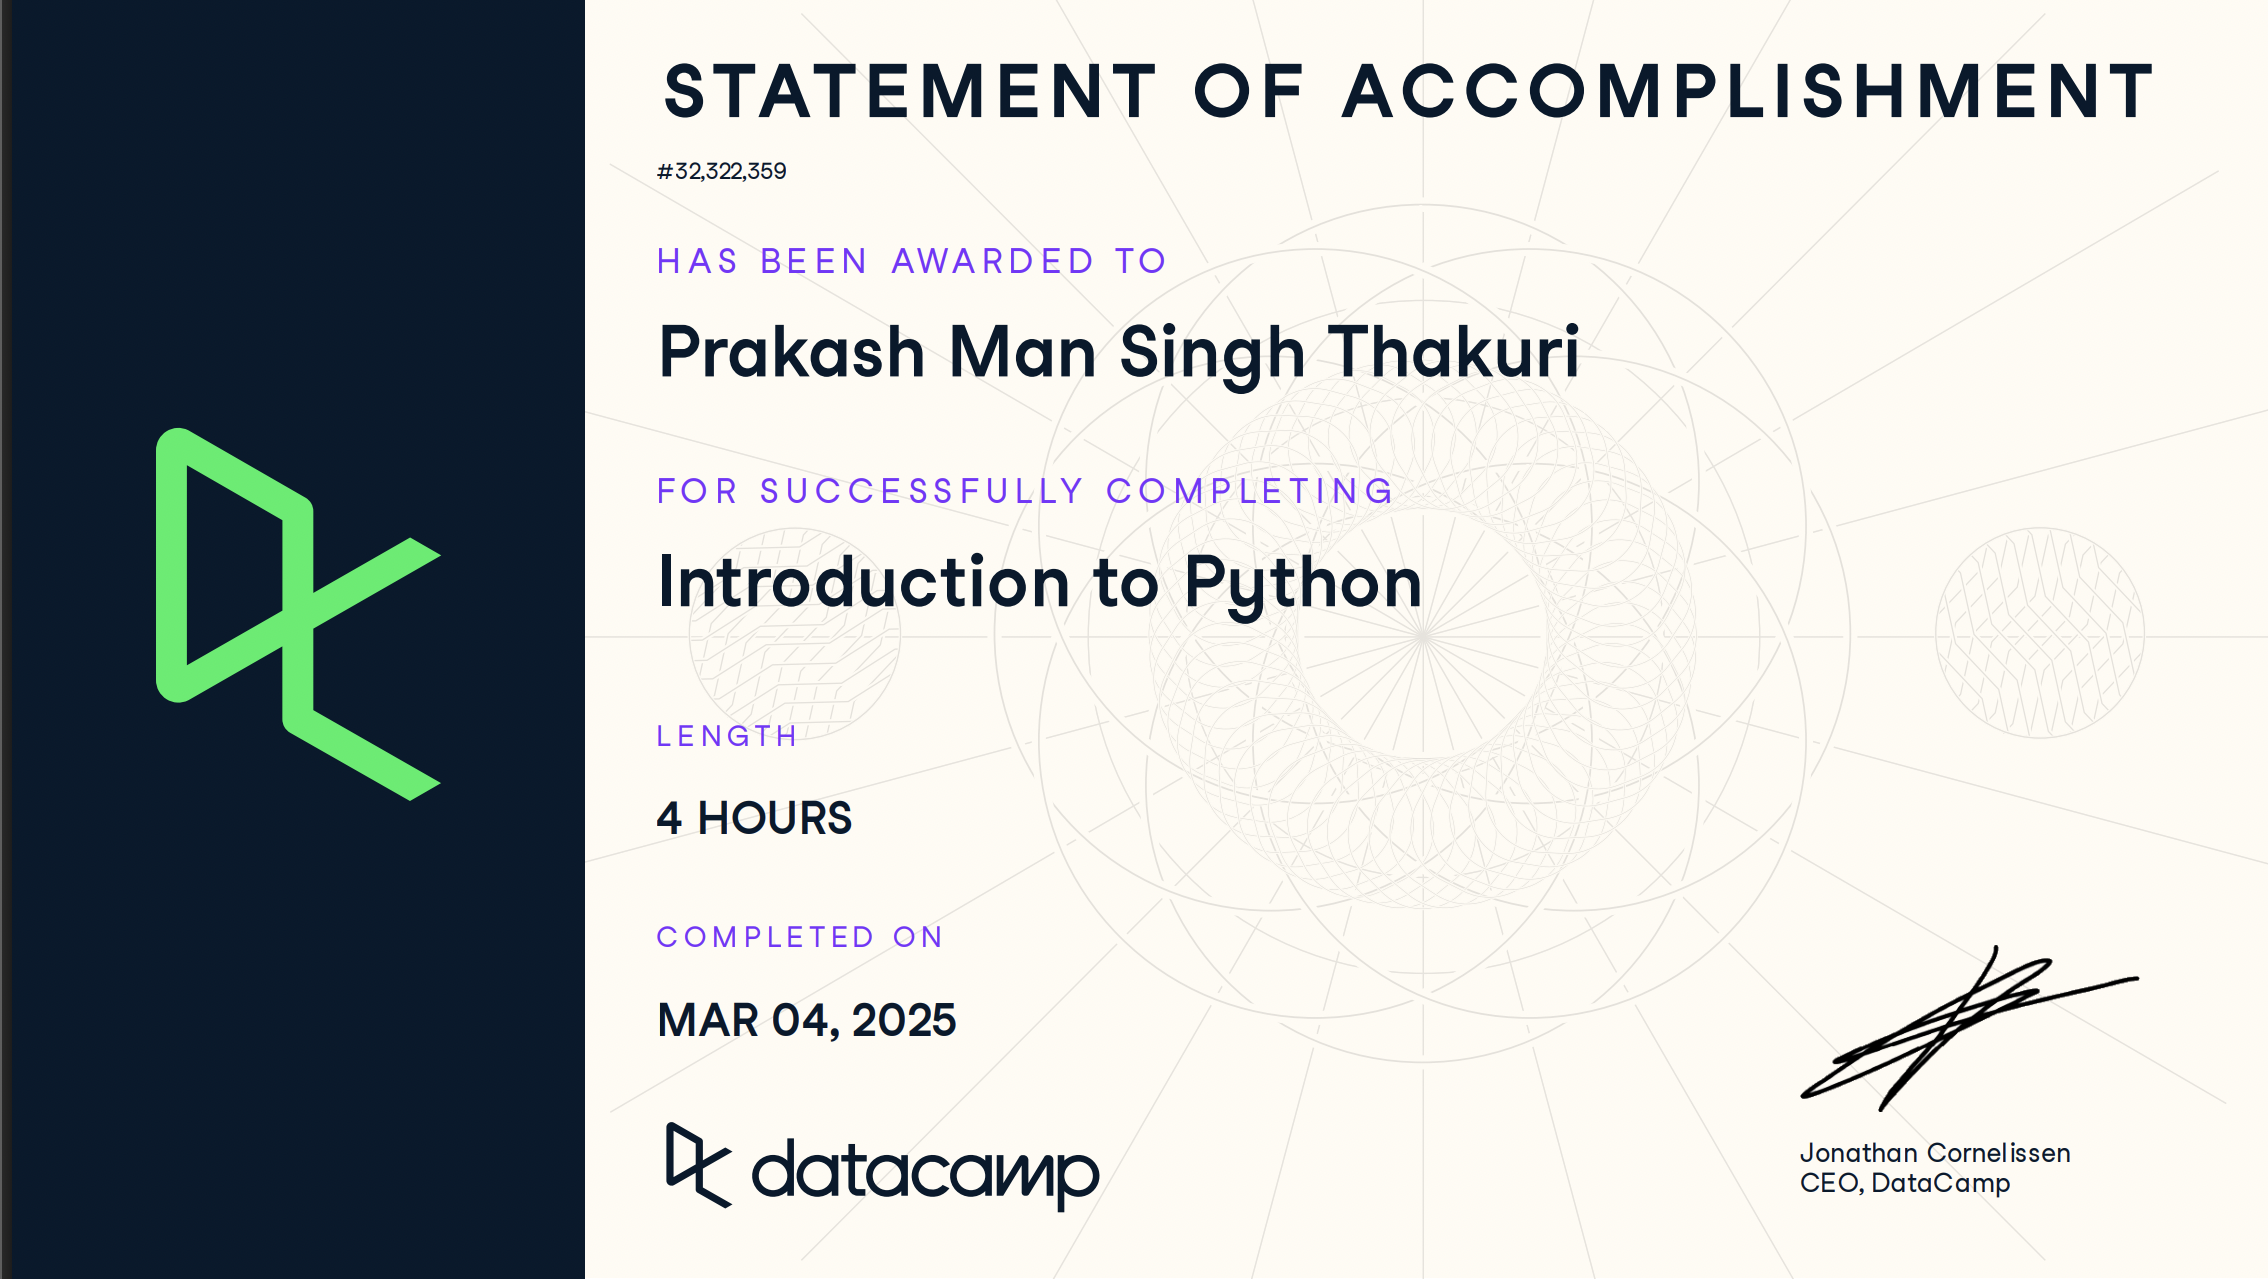 STATEMENT OF ACCOMPLISHMENT
#32,322,359
HAS BEEN AWARDED TO
Prakash Man Singh Thakuri
FOR SUCCESSFULLY COMPLETING
Introduction to Python
LENGTH
4 HOURS
COMPLETED ON
MAR 04, 2025
datacamp
Jonathan Cornelissen
CEO, DataCamp